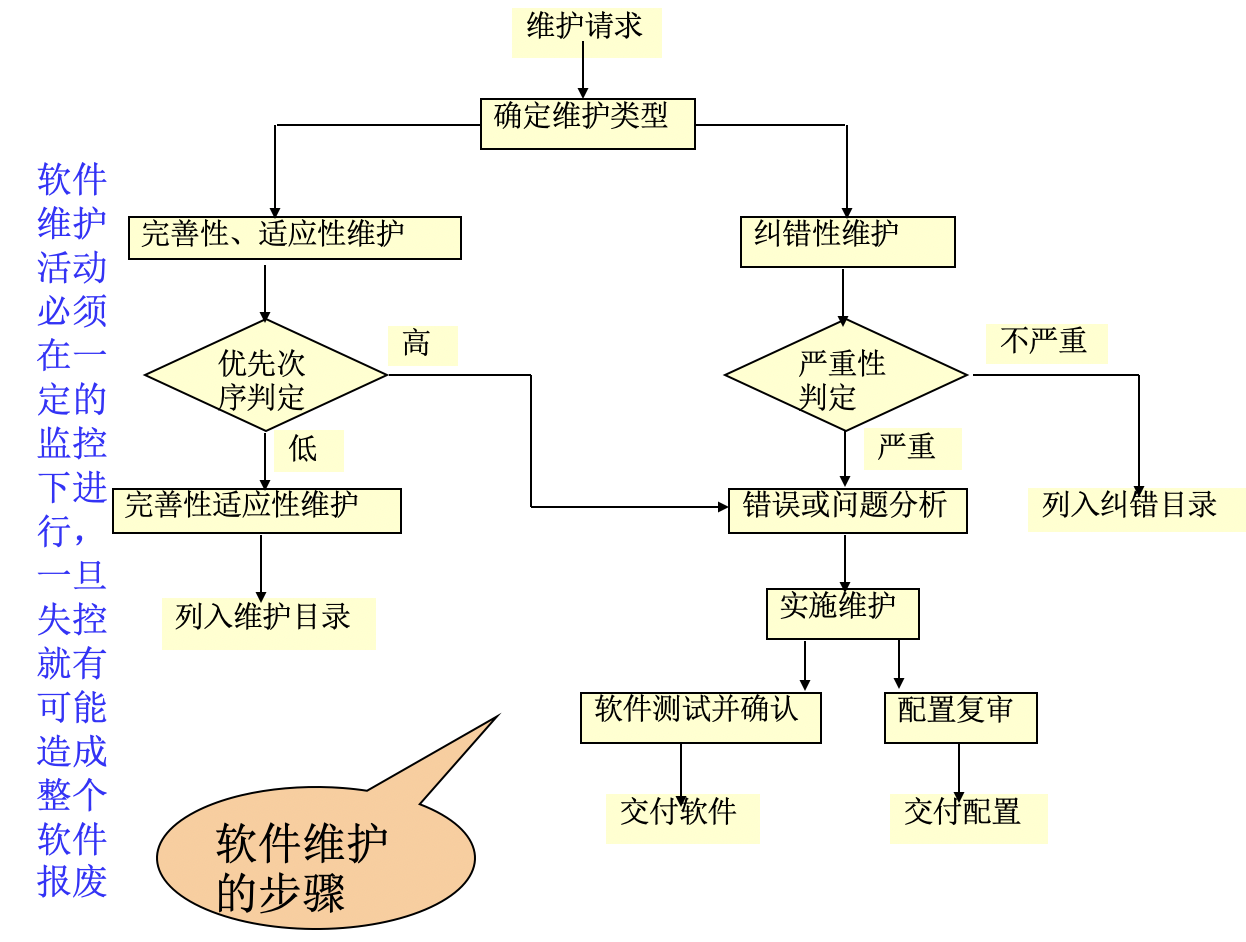 维护请求
确定维护类型
软件
维护
活动
必须
在一
定的
监控
下进
行，
一旦
失控
就有
可能
造成
整个
软件
报废
完善性、适应性维护
纠错性维护
优先次
序判定
高
低
严重性
判定
不严重
严重
完善性适应性维护
错误或问题分析
列入纠错目录
列入维护目录
实施维护
软件测试并确认
配置复审
交付软件
交付配置
软件维护
的步骤